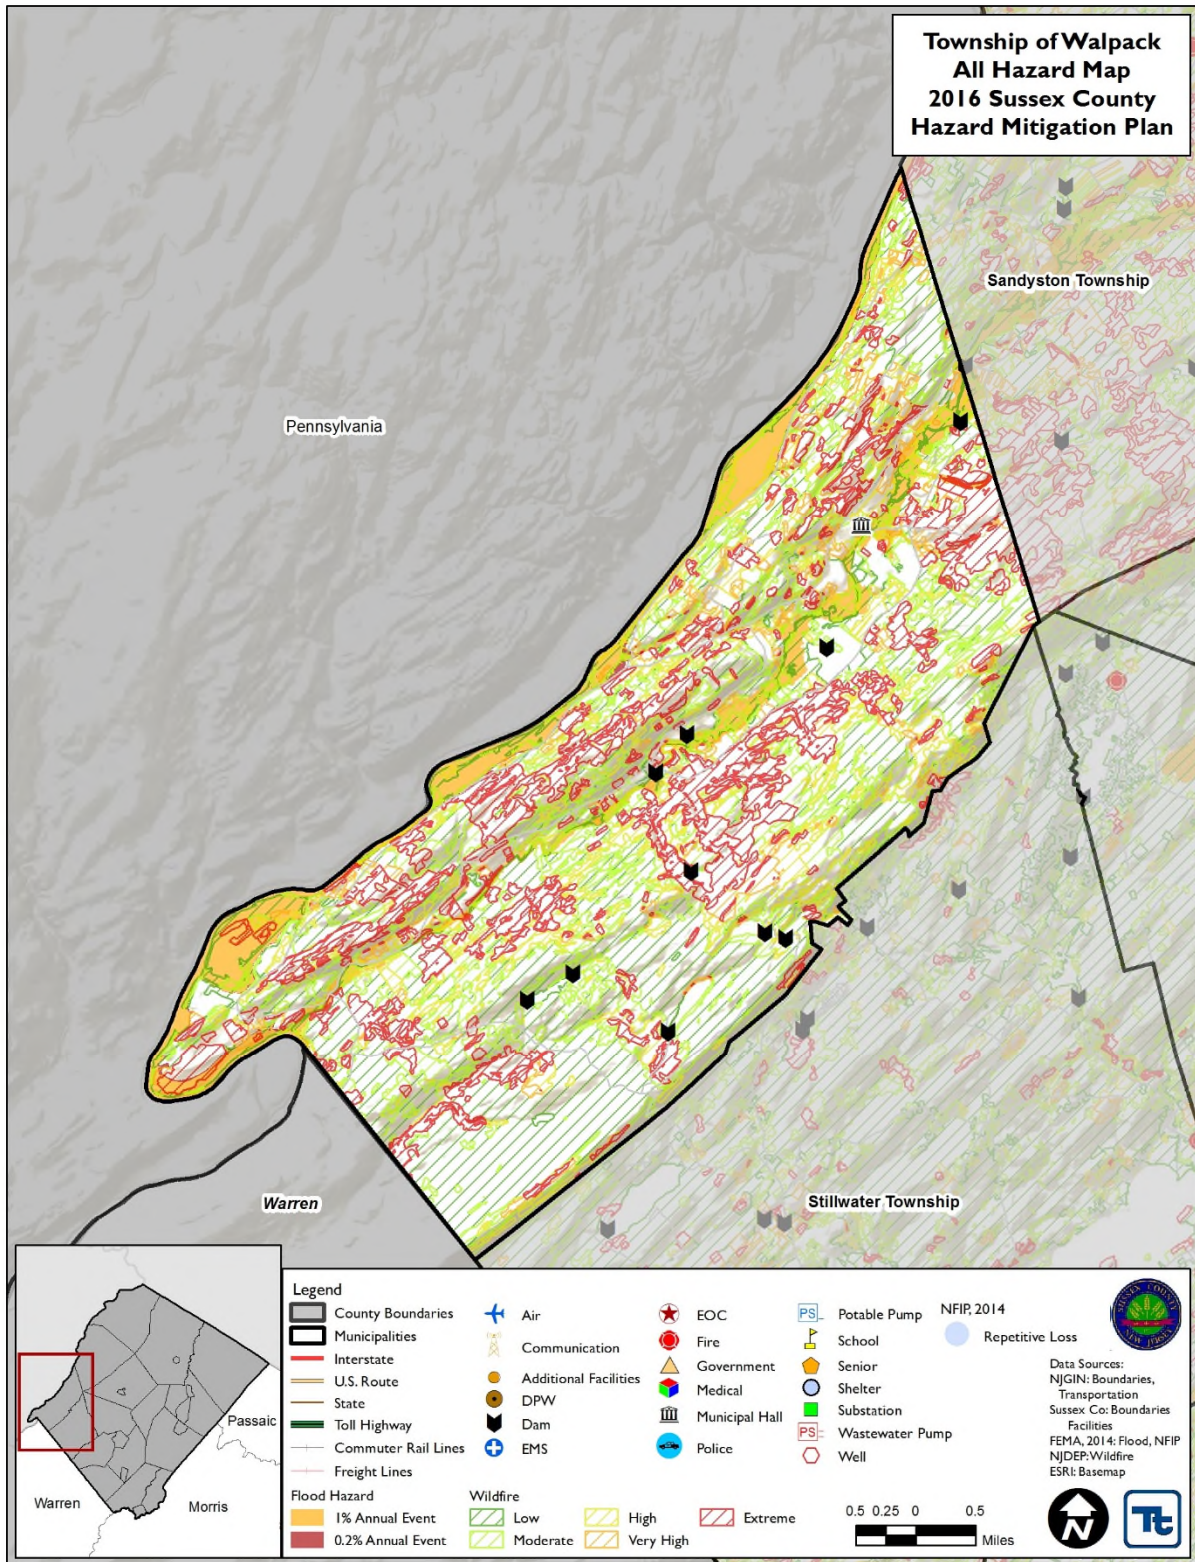 Township of Walpack
All Hazard Map
2016 Sussex County
Hazard Mitigation Plan
Sandyston Township
Pennsylvania
Warren
Stillwater Township
Passaic
Warren
Morris
Legend
County Boundaries
Municipalities
Interstate
U.S. Route
State
Toll Highway
Commuter Rail Lines
Freight Lines
Air
Communication
Additional Facilities
DPW
Dam
EMS
EOC
Fire
Government
Medical
Municipal Hall
Police
PS Potable Pump
School
Senior
Shelter
Substation
PS Wastewater Pump
Well
NFIP, 2014
Repetitive Loss
SUSSEX COUNTY
NEW JERSEY
Data Sources:
NJGIN: Boundaries,
Transportation
Sussex Co: Boundaries
Facilities
FEMA, 2014: Flood, NFIP
NJDEP:Wildfire
ESRI: Basemap
Flood Hazard
1% Annual Event
0.2% Annual Event
Wildfire
Low
Moderate
High
Very High
Extreme
0.5 0.25 0 0.5
Miles
N
Tt